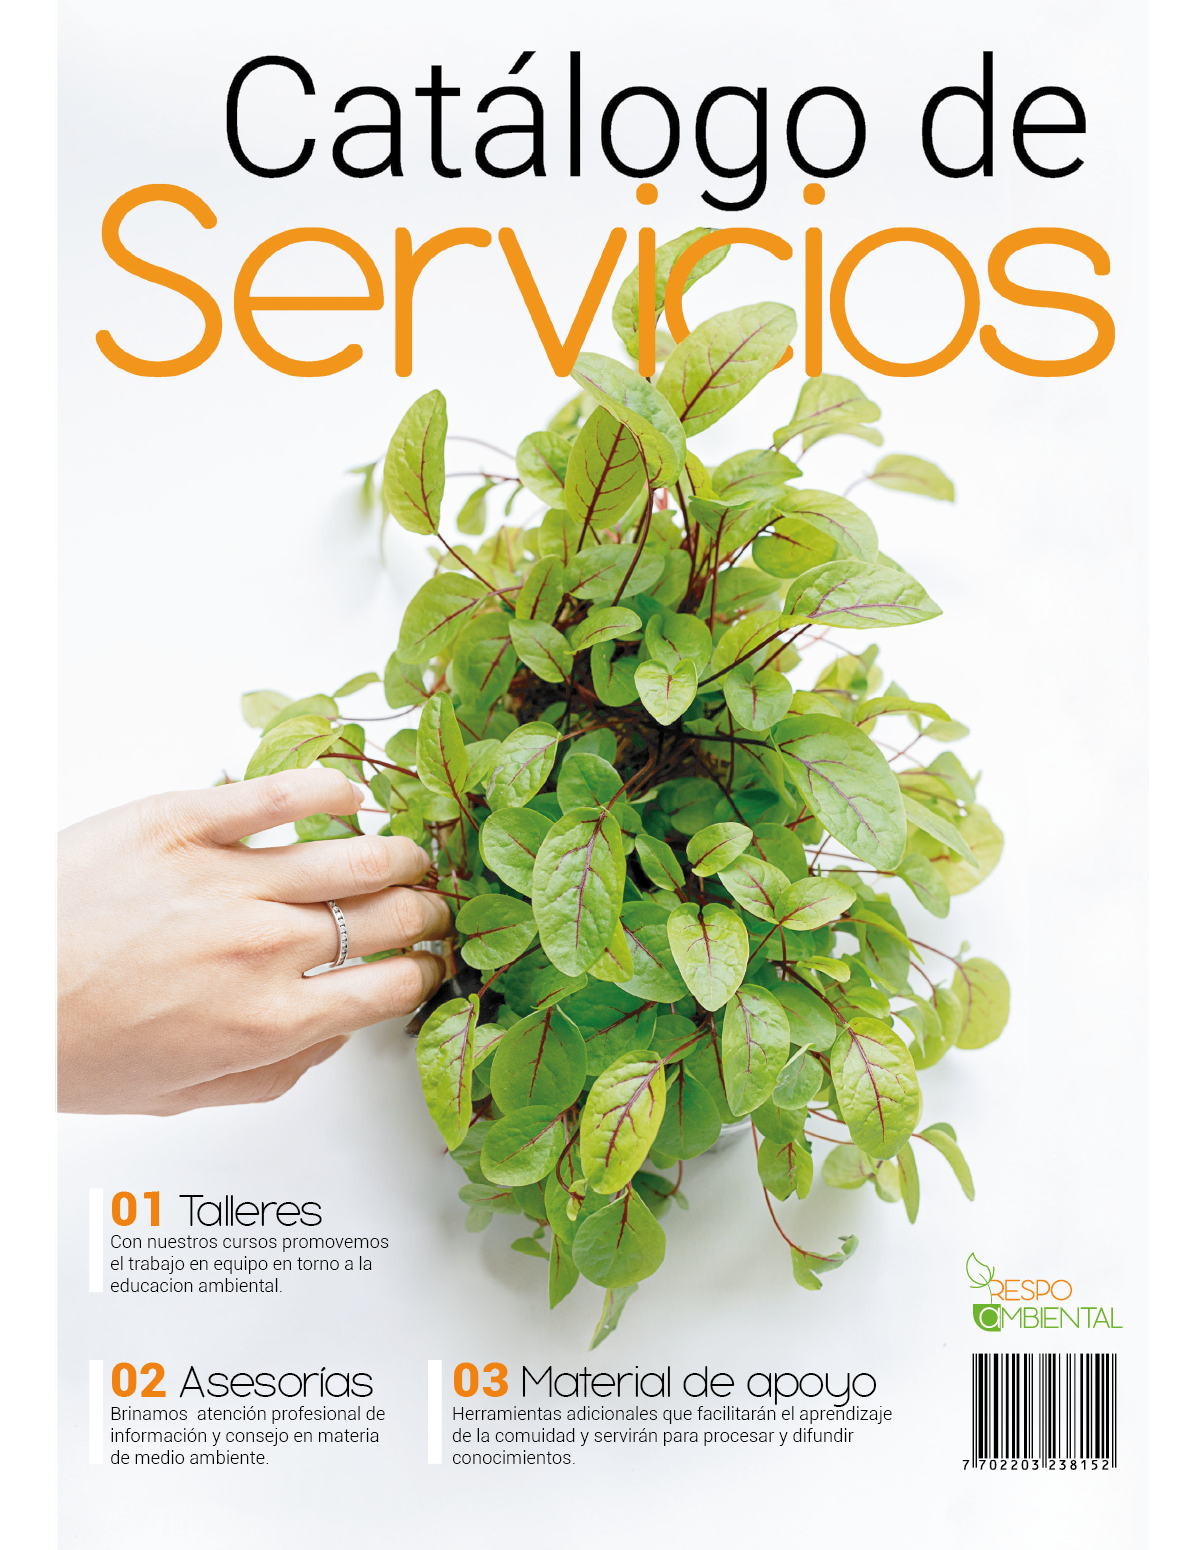 Catálogo de
Servicios
01 Talleres
Con nuestros cursos promovemos
el trabajo en equipo en torno a la
educacion ambiental.
02 Asesorías
Brinamos  atención profesional de
información y consejo en materia
de medio ambiente.
03 Material de apoyo
Herramientas adicionales que facilitarán el aprendizaje
de la comuidad y servirán para procesar y difundir
conocimientos.
RESPO
aMBIENTAL
7 702203 238152